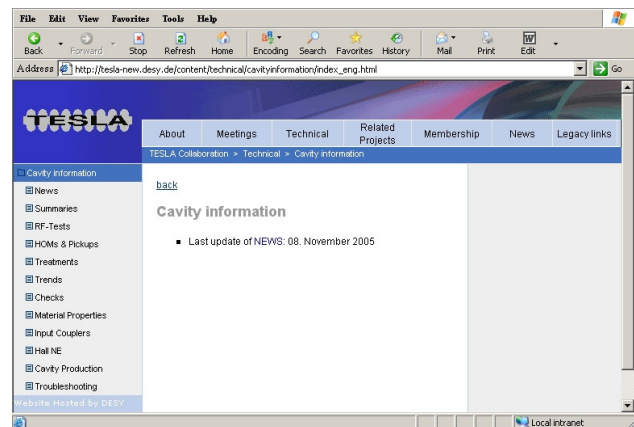 File Edit View Favorites Tools Help
Back Forward Stop Refresh Home Encoding Search Favorites History Mail Print Edit
Address http://tesla-new.desy.de/content/technical/cavityinformation/index_eng.html Go
TESLA
About Meetings Technical Related Projects Membership News Legacy links
TESLA Collaboration > Technical > Cavity information
Cavity information
News
Summaries
RF-Tests
HOMs & Pickups
Treatments
Trends
Checks
Material Properties
Input Couplers
Hall NE
Cavity Production
Troubleshooting
Website Hosted by DESY
back
Cavity information
Last update of NEWS: 08. November 2005
Local intranet